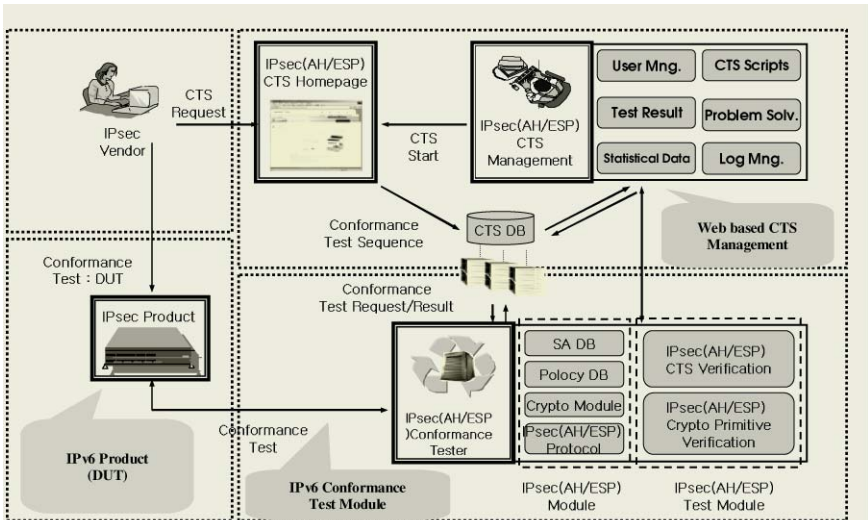 IPsec
Vendor
CTS
Request
IPsec(AH/ESP)
CTS Homepage
CTS
Start
IPsec(AH/ESP)
CTS
Management
User Mng.
CTS Scripts
Test Result
Problem Solv.
Statistical Data
Log Mng.
Conformance
Test Sequence
CTS DB
Web based CTS
Management
Conformance
Test : DUT
IPsec Product
Conformance
Test Request/Result
IPsec(AH/ESP
)Conformance
Tester
SA DB
Polocy DB
Crypto Module
IPsec(AH/ESP)
Protocol
IPsec(AH/ESP)
CTS Verification
IPsec(AH/ESP)
Crypto Primitive
Verification
Conformance
Test
IPv6 Product
(DUT)
IPv6 Conformance
Test Module
IPsec(AH/ESP)
Module
IPsec(AH/ESP)
Test Module